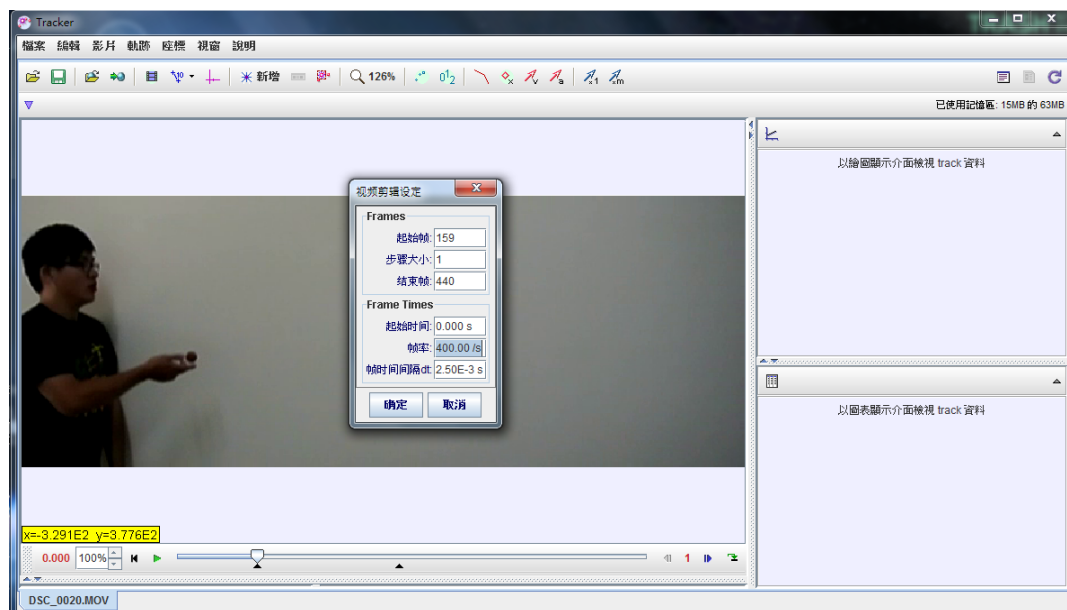 Tracker
檔案 編輯 影片 軌跡 座標 視窗 說明
新增 126%
已使用記憶區: 15MB 的 63MB
以繪圖顯示介面檢視 track 資料
视频剪辑设定
Frames
起始帧: 159
步骤大小: 1
结束帧: 440
Frame Times
起始时间: 0.000 s
帧率: 400.00 /s
帧时间间隔dt: 2.50E-3 s
确定 取消
以圖表顯示介面檢視 track 資料
x=-3.291E2 y=3.776E2
0.000 100% 1
DSC_0020.MOV